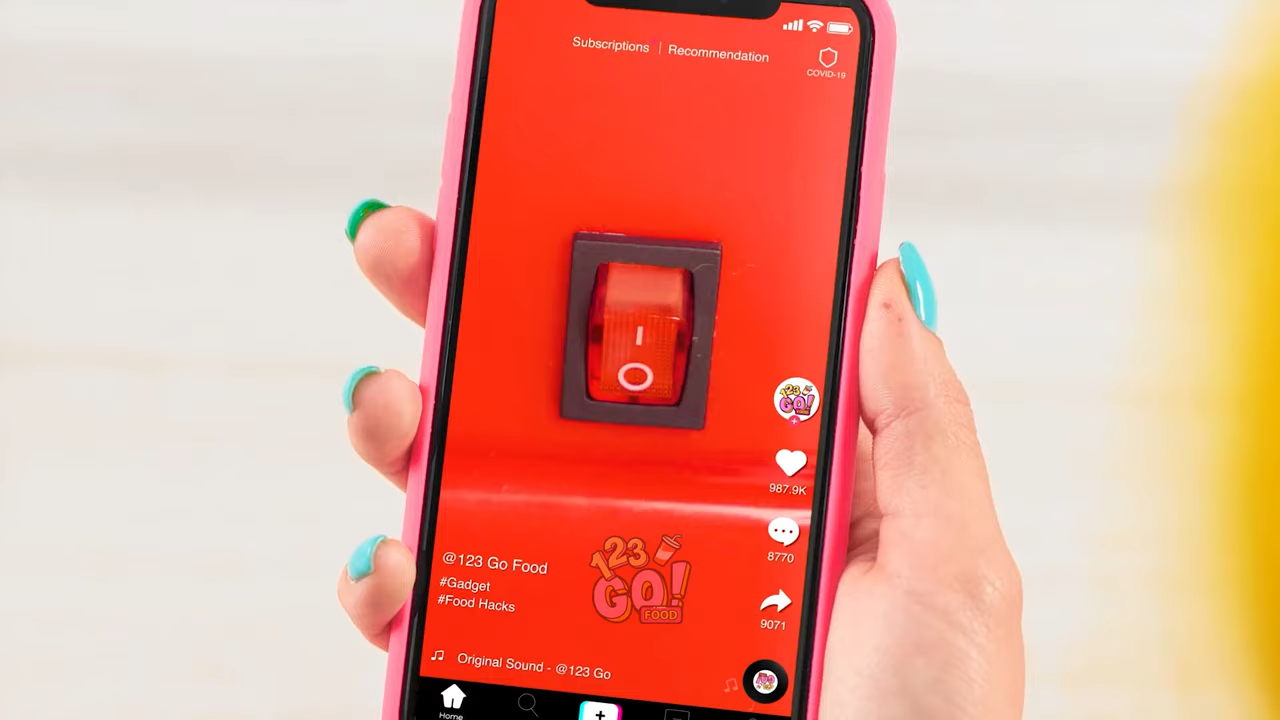 Subscriptions | Recommendation
COVID-19
I
O
123
GO!
FOOD
987.9K
8770
9071
@123 Go Food
#Gadget
#Food Hacks
123
GO!
FOOD
Original Sound - @123 Go
Home